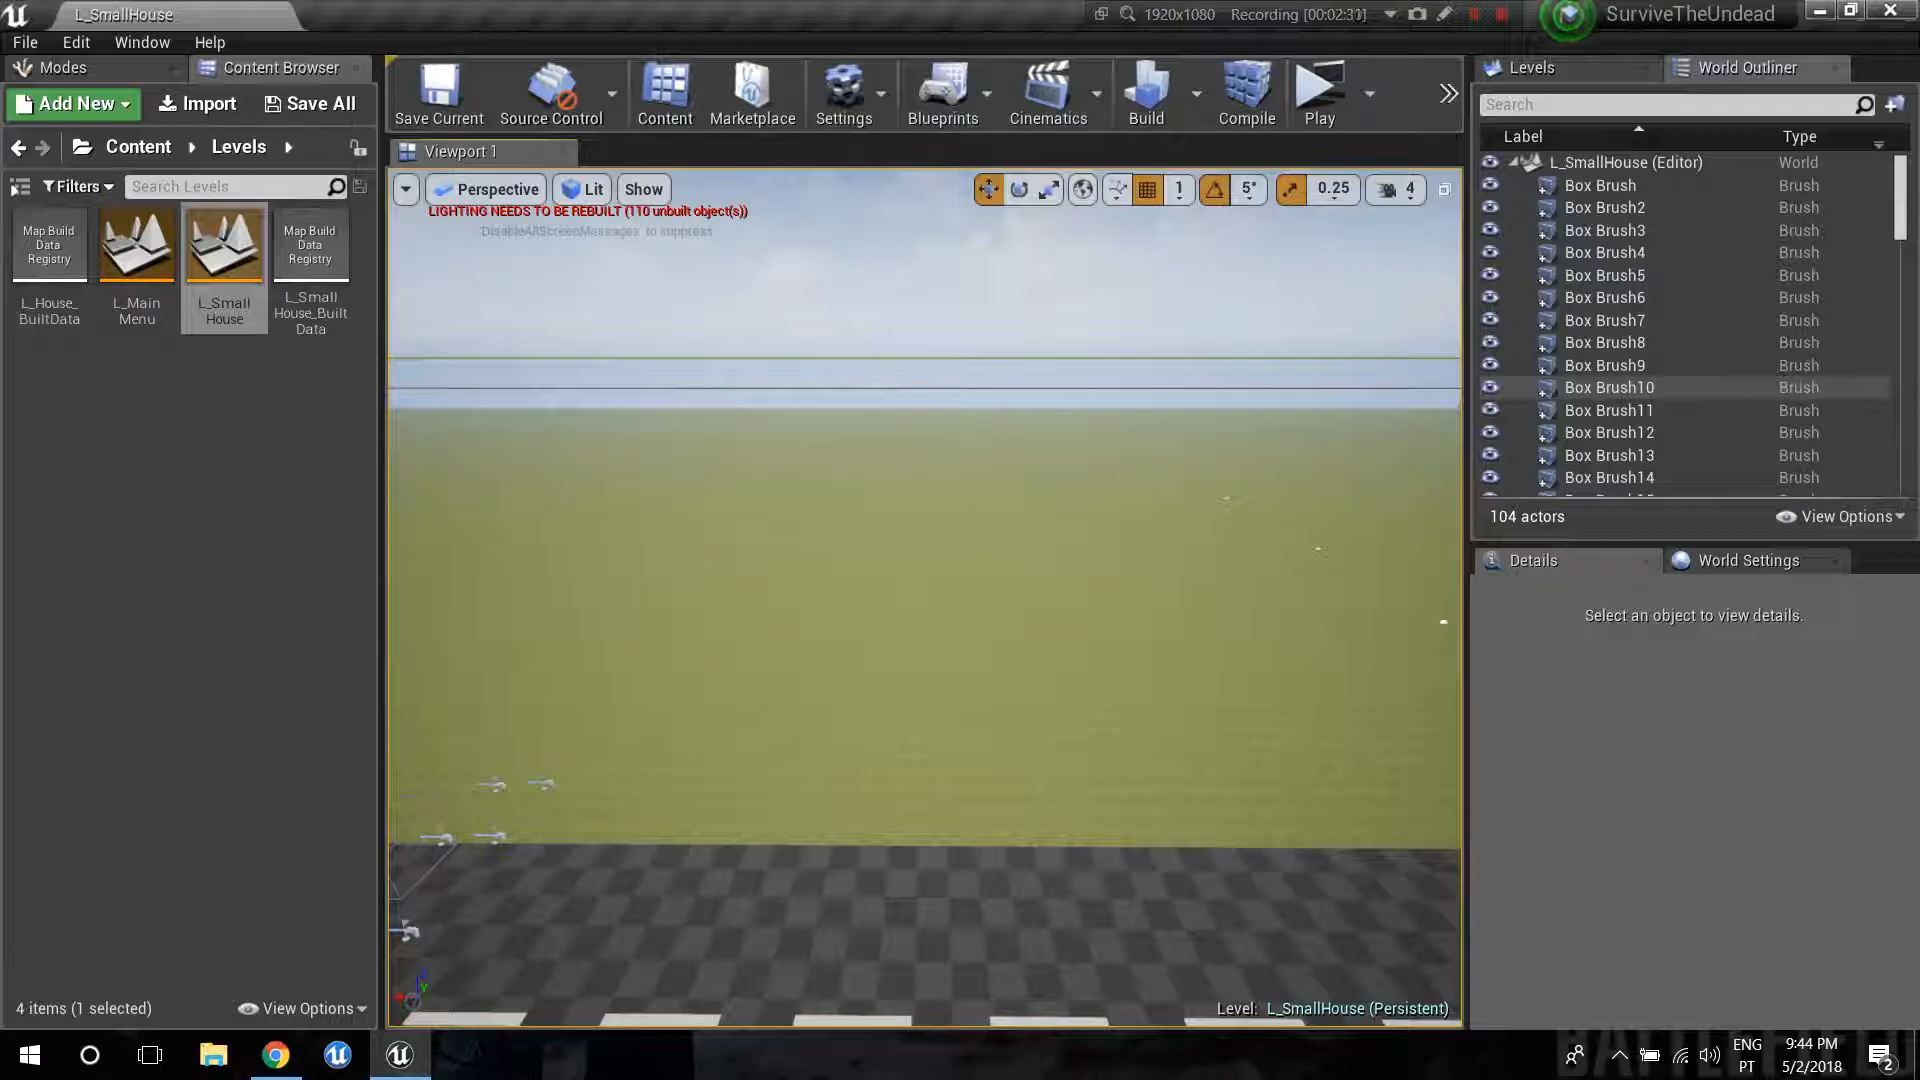 L_SmallHouse
1920x1080 Recording [00:02:31]
SurviveTheUndead
File Edit Window Help
Modes
Content Browser
Add New
Import
Save All
Content Levels
Filters
Search Levels
Map Build Data Registry
Map Build Data Registry
L_House_BuiltData
L_Main Menu
L_Small House
L_Small House_Built Data
4 items (1 selected)
View Options
Save Current
Source Control
Content
Marketplace
Settings
Blueprints
Cinematics
Build
Compile
Play
Viewport 1
Perspective
Lit
Show
1
5°
0.25
4
LIGHTING NEEDS TO BE REBUILT (110 unbuilt object(s))
'DisableAllScreenMessages' to suppress
Level: L_SmallHouse (Persistent)
Levels
World Outliner
Search
Label Type
L_SmallHouse (Editor) World
Box Brush Brush
Box Brush2 Brush
Box Brush3 Brush
Box Brush4 Brush
Box Brush5 Brush
Box Brush6 Brush
Box Brush7 Brush
Box Brush8 Brush
Box Brush9 Brush
Box Brush10 Brush
Box Brush11 Brush
Box Brush12 Brush
Box Brush13 Brush
Box Brush14 Brush
104 actors
View Options
Details
World Settings
Select an object to view details.
ENG
PT
9:44 PM
5/2/2018
2